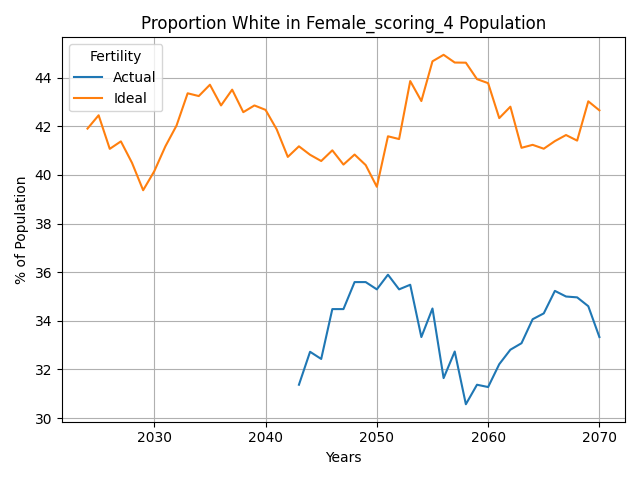 Proportion White in Female_scoring_4 Population
Fertility
Actual
Ideal
% of Population
44
42
40
38
36
34
32
30
2030
2040
2050
2060
2070
Years